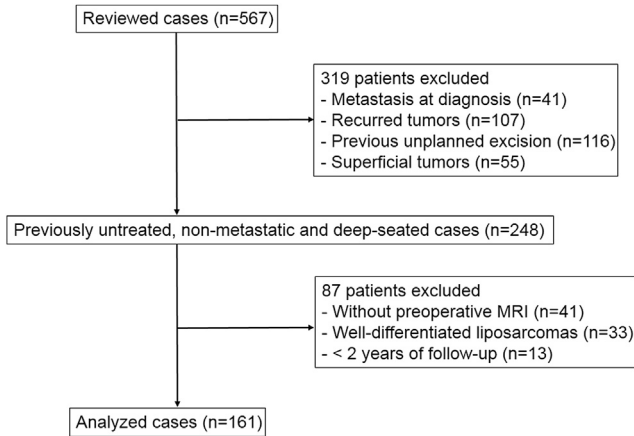 Reviewed cases (n=567)
319 patients excluded
- Metastasis at diagnosis (n=41)
- Recurred tumors (n=107)
- Previous unplanned excision (n=116)
- Superficial tumors (n=55)
Previously untreated, non-metastatic and deep-seated cases (n=248)
87 patients excluded
- Without preoperative MRI (n=41)
- Well-differentiated liposarcomas (n=33)
- < 2 years of follow-up (n=13)
Analyzed cases (n=161)